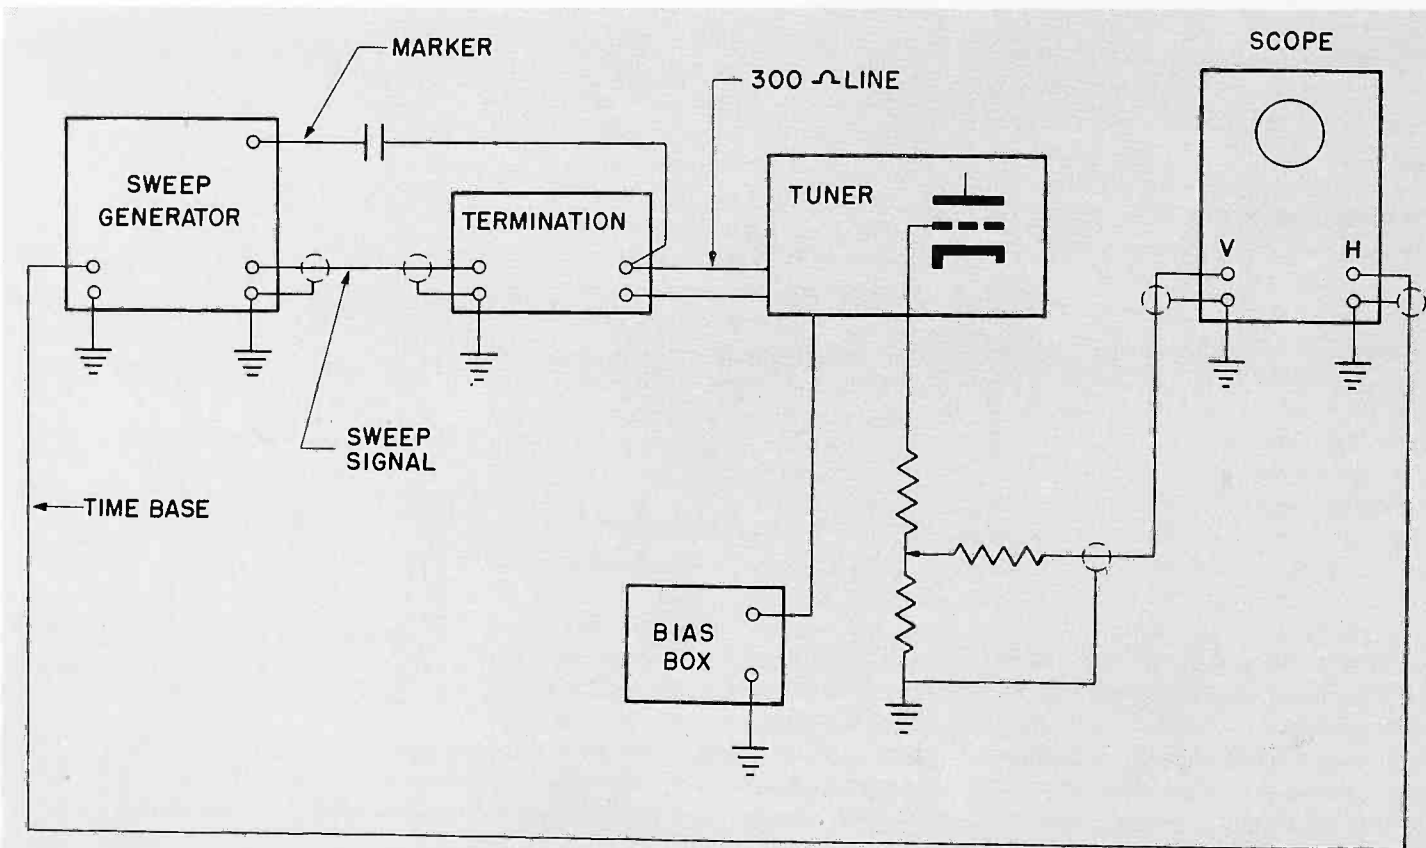 MARKER
SCOPE
300 Ω LINE
SWEEP
GENERATOR
TERMINATION
TUNER
V
H
SWEEP
SIGNAL
TIME BASE
BIAS
BOX